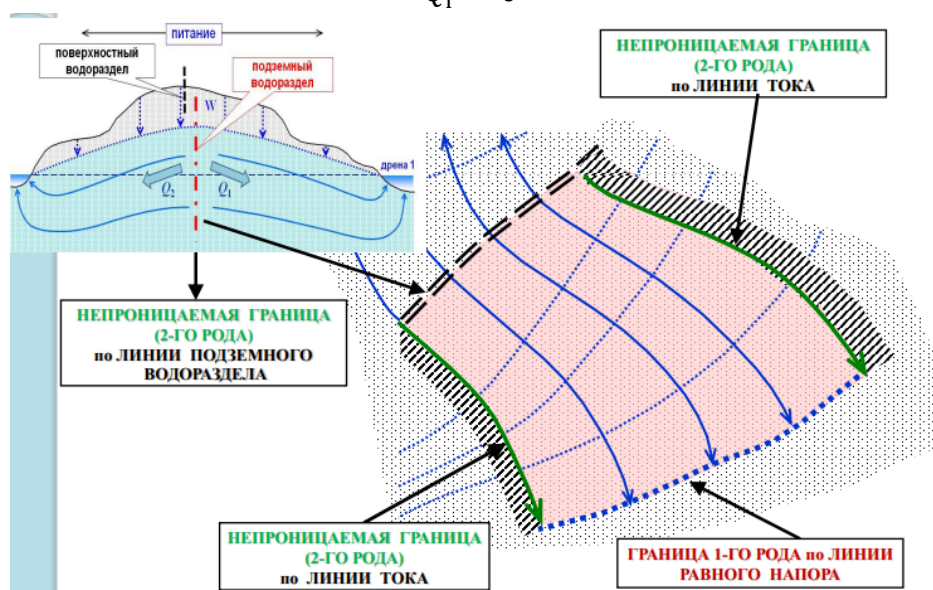 питание
поверхностный
водораздел
подземный
водораздел
W
дрена 1
Q₂
Q₁
НЕПРОНИЦАЕМАЯ ГРАНИЦА
(2-ГО РОДА)
по ЛИНИИ ТОКА
НЕПРОНИЦАЕМАЯ ГРАНИЦА
(2-ГО РОДА)
по ЛИНИИ ПОДЗЕМНОГО
ВОДОРАЗДЕЛА
НЕПРОНИЦАЕМАЯ ГРАНИЦА
(2-ГО РОДА)
по ЛИНИИ ТОКА
ГРАНИЦА 1-ГО РОДА по ЛИНИИ
РАВНОГО НАПОРА